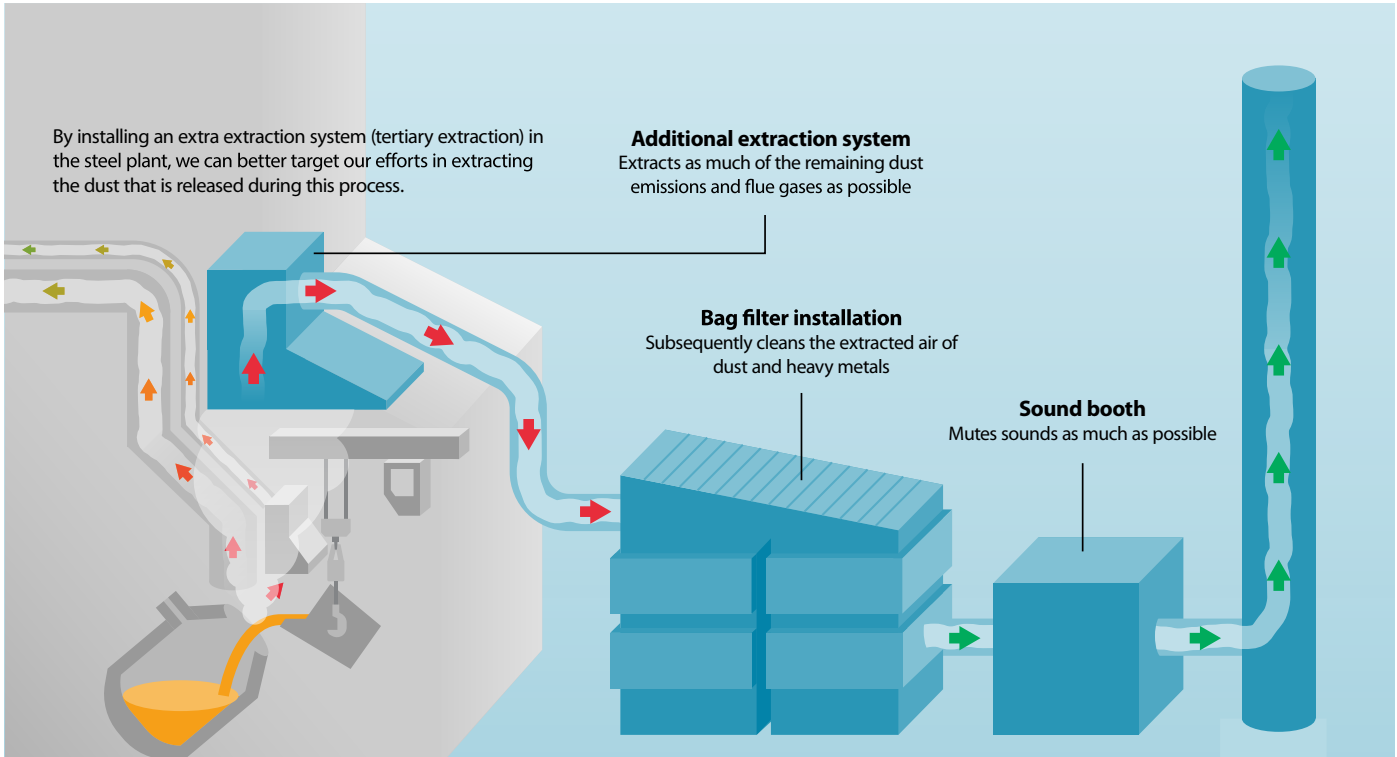 By installing an extra extraction system (tertiary extraction) in
the steel plant, we can better target our efforts in extracting
the dust that is released during this process.
Additional extraction system
Extracts as much of the remaining dust
emissions and flue gases as possible
Bag filter installation
Subsequently cleans the extracted air of
dust and heavy metals
Sound booth
Mutes sounds as much as possible